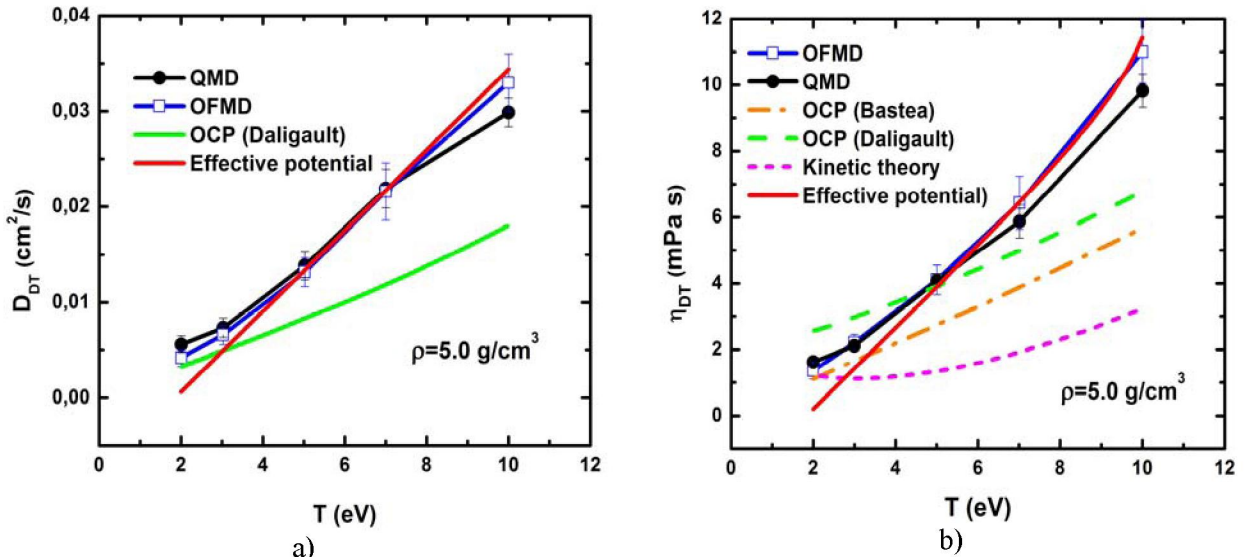 0,04
0,03
0,02
0,01
0,00
D_DT (cm²/s)
QMD
OFMD
OCP (Daligault)
Effective potential
ρ=5.0 g/cm³
0 2 4 6 8 10 12
T (eV)
a)
12
10
8
6
4
2
0
η_DT (mPa s)
OFMD
QMD
OCP (Bastea)
OCP (Daligault)
Kinetic theory
Effective potential)
ρ=5.0 g/cm³
0 2 4 6 8 10 12
T (eV)
b)